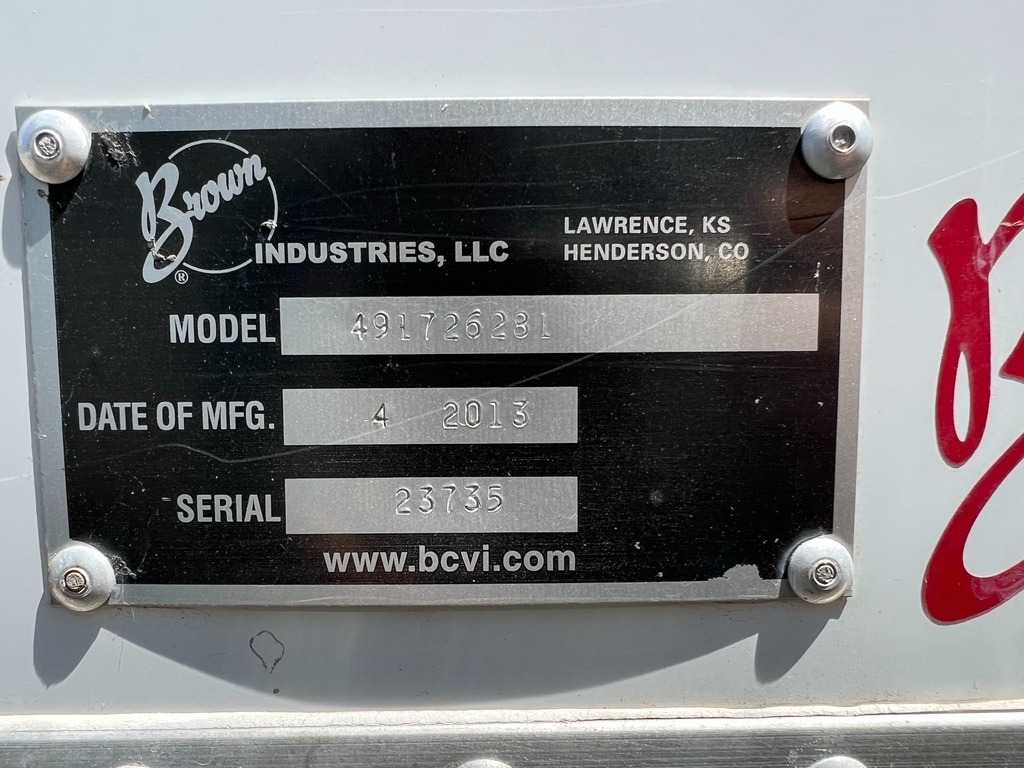 Brown
®
INDUSTRIES, LLC
LAWRENCE, KS
HENDERSON, CO
MODEL 491726281
DATE OF MFG. 4 2013
SERIAL 23735
www.bcvi.com